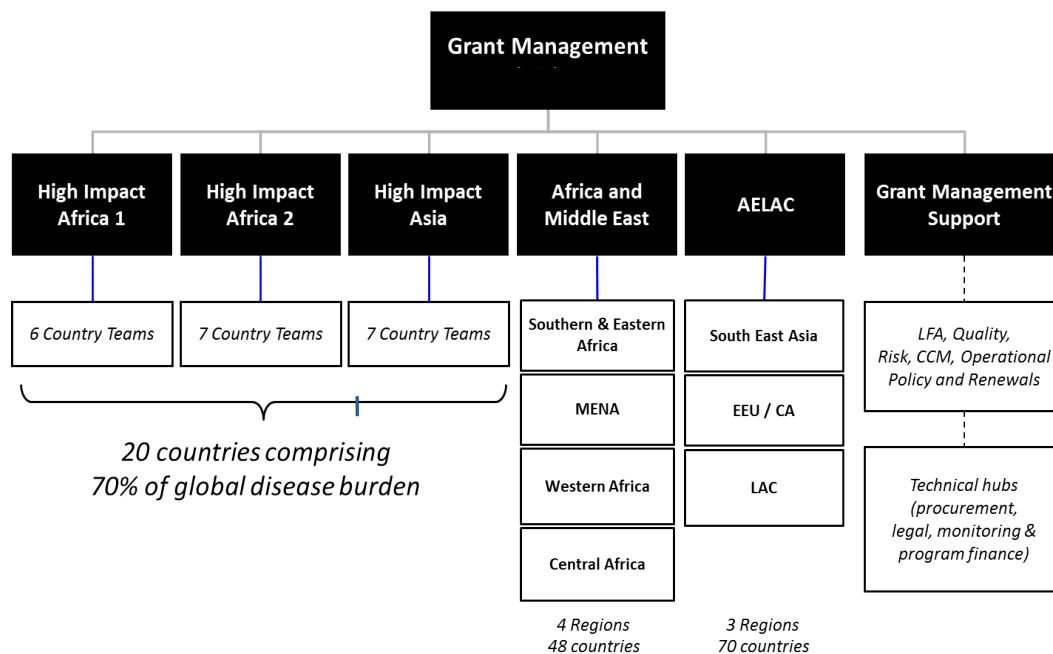 Grant Management
High Impact
Africa 1
High Impact
Africa 2
High Impact
Asia
Africa and
Middle East
AELAC
Grant Management
Support
6 Country Teams
7 Country Teams
7 Country Teams
Southern & Eastern
Africa
MENA
Western Africa
Central Africa
South East Asia
EEU / CA
LAC
LFA, Quality,
Risk, CCM, Operational
Policy and Renewals
Technical hubs
(procurement,
legal, monitoring &
program finance)
20 countries comprising
70% of global disease burden
4 Regions
48 countries
3 Regions
70 countries